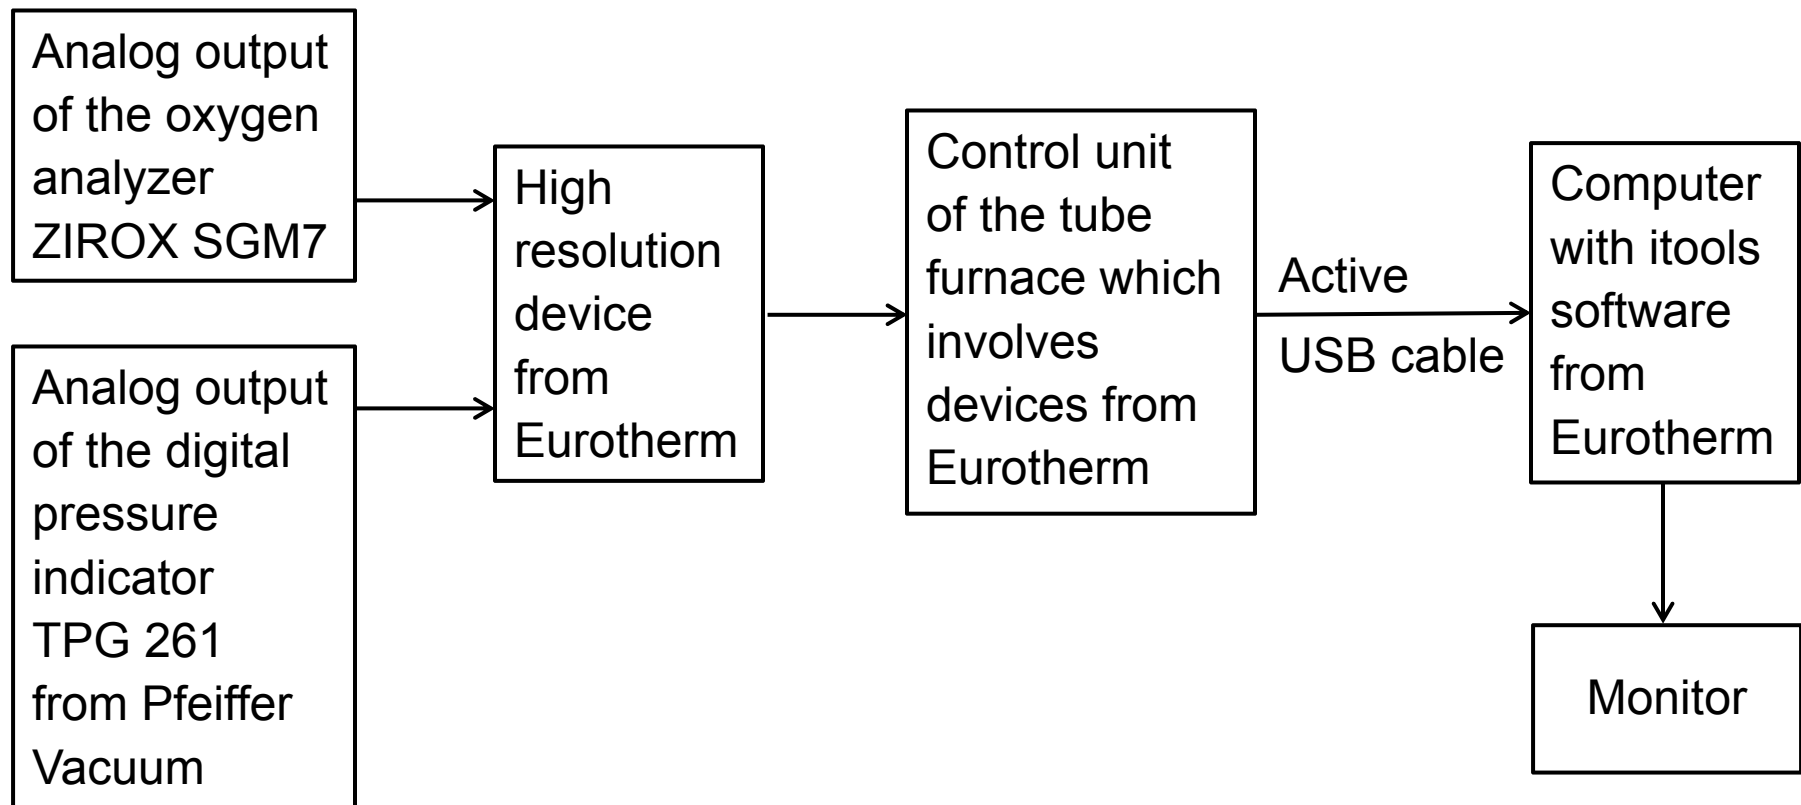 Analog output
of the oxygen
analyzer
ZIROX SGM7
Analog output
of the digital
pressure
indicator
TPG 261
from Pfeiffer
Vacuum
High
resolution
device
from
Eurotherm
Control unit
of the tube
furnace which
involves
devices from
Eurotherm
Active
USB cable
Computer
with itools
software
from
Eurotherm
Monitor